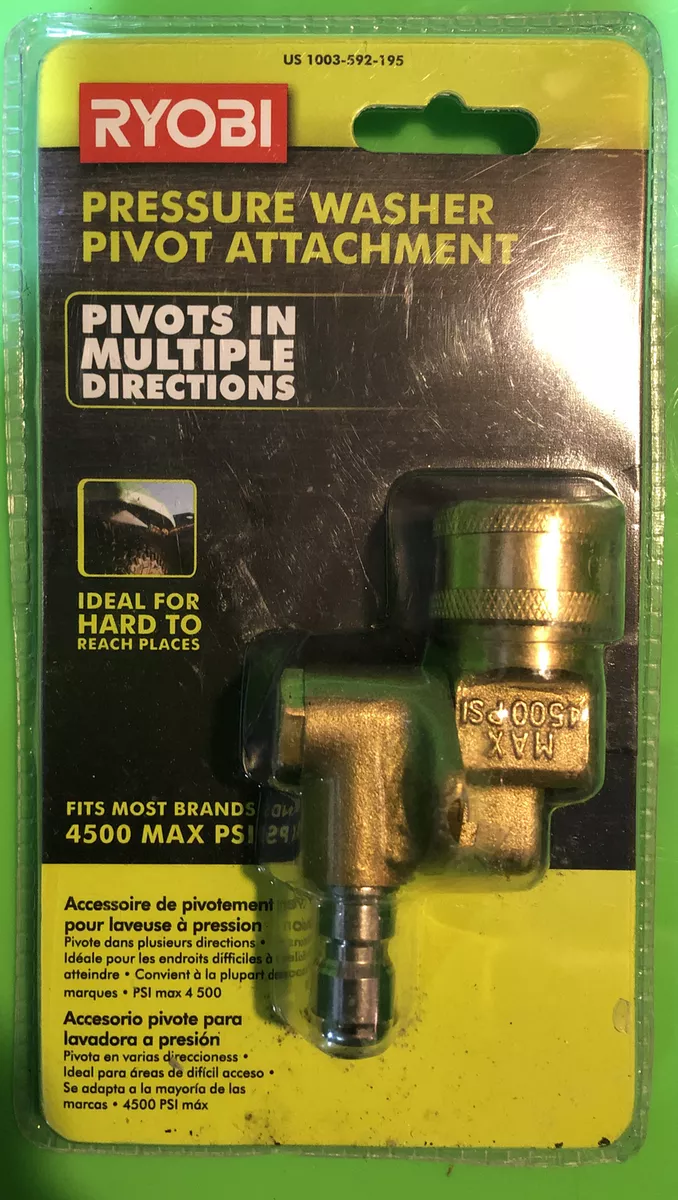 US 1003-592-195
RYOBI
PRESSURE WASHER
PIVOT ATTACHMENT
PIVOTS IN
MULTIPLE
DIRECTIONS
IDEAL FOR
HARD TO
REACH PLACES
MAX
4500 PSI
FITS MOST BRANDS
4500 MAX PSI
Accessoire de pivotement
pour laveuse à pression
Pivote dans plusieurs directions •
Idéale pour les endroits difficiles à
atteindre • Convient à la plupart des
marques • PSI max 4 500
Accesorio pivote para
lavadora a presión
Pivota en varias direccioness •
Ideal para áreas de difícil acceso •
Se adapta a la mayoría de las
marcas • 4500 PSI máx